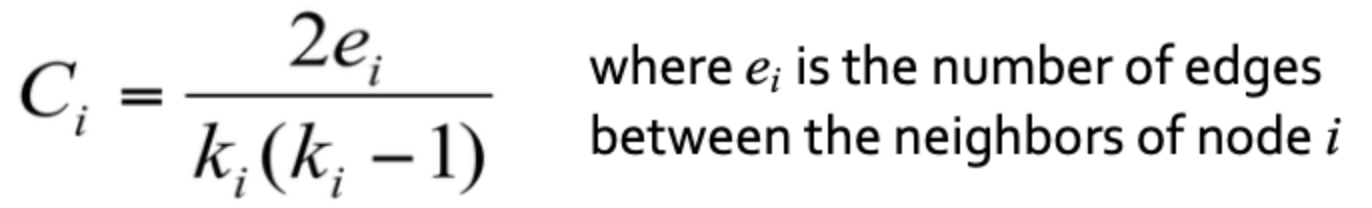 C_i = 2e_i / k_i(k_i − 1)
where e_i is the number of edges
between the neighbors of node i